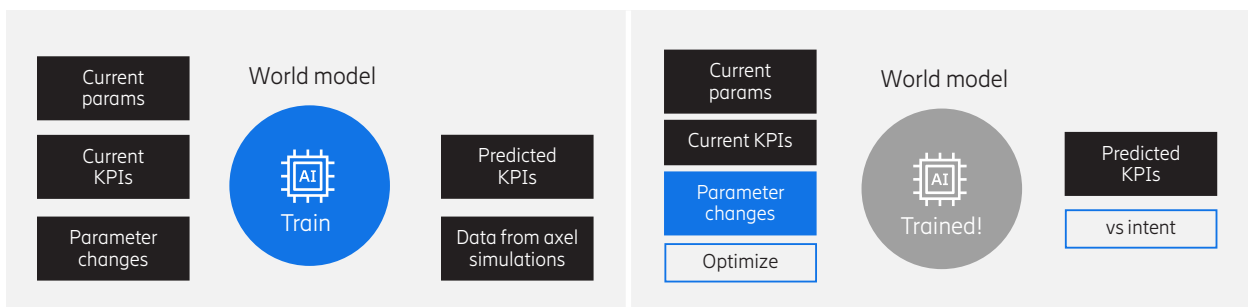 Current
params
Current
KPIs
Parameter
changes
World model
AI
Train
Predicted
KPIs
Data from axel
simulations
Current
params
Current KPIs
Parameter
changes
Optimize
World model
AI
Trained!
Predicted
KPIs
vs intent